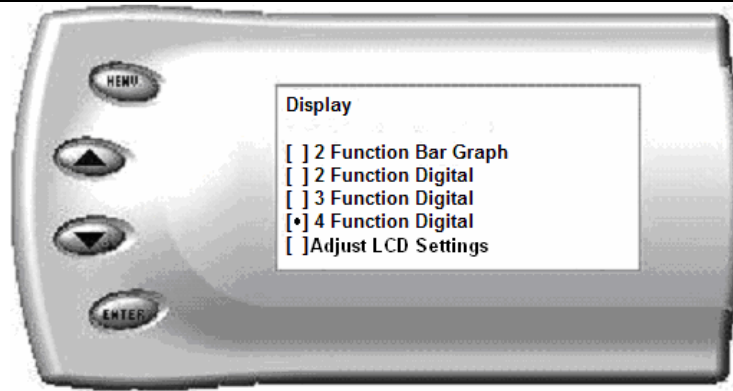 MENU
Display
[ ] 2 Function Bar Graph
[ ] 2 Function Digital
[ ] 3 Function Digital
[•] 4 Function Digital
[ ]Adjust LCD Settings
ENTER